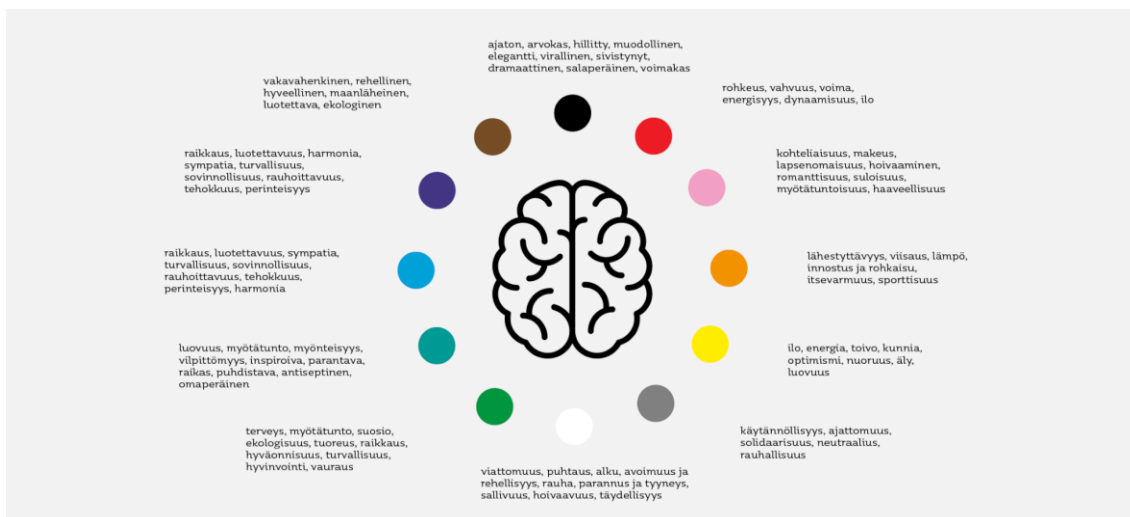 ajaton, arvokas, hillitty, muodollinen,
elegantti, virallinen, sivistynyt,
dramaattinen, salaperäinen, voimakas
rohkeus, vahvuus, voima,
energisyys, dynaamisuus, ilo
kohteliaisuus, makeus,
lapsenomaisuus, hoivaaminen,
romanttisuus, suloisuus,
myötätuntoisuus, haaveellisuus
lähestyttävyys, viisaus, lämpö,
innostus ja rohkaisu,
itsevarmuus, sporttisuus
ilo, energia, toivo, kunnia,
optimismi, nuoruus, äly,
luovuus
käytännöllisyys, ajattomuus,
solidaarisuus, neutraalius,
rauhallisuus
viattomuus, puhtaus, alku, avoimuus ja
rehellisyys, rauha, parannus ja tyyneys,
sallivuus, hoivaavuus, täydellisyys
terveys, myötätunto, suosio,
ekologisuus, tuoreus, raikkaus,
hyväonnisuus, turvallisuus,
hyvinvointi, vauraus
luovuus, myötätunto, myönteisyys,
vilpittömyys, inspiroiva, parantava,
raikas, puhdistava, antiseptinen,
omaperäinen
raikkaus, luotettavuus, sympatia,
turvallisuus, sovinnollisuus,
rauhoittavuus, tehokkuus,
perinteisyys, harmonia
raikkaus, luotettavuus, harmonia,
sympatia, turvallisuus,
sovinnollisuus, rauhoittavuus,
tehokkuus, perinteisyys
vakavahenkinen, rehellinen,
hyveellinen, maanläheinen,
luotettava, ekologinen